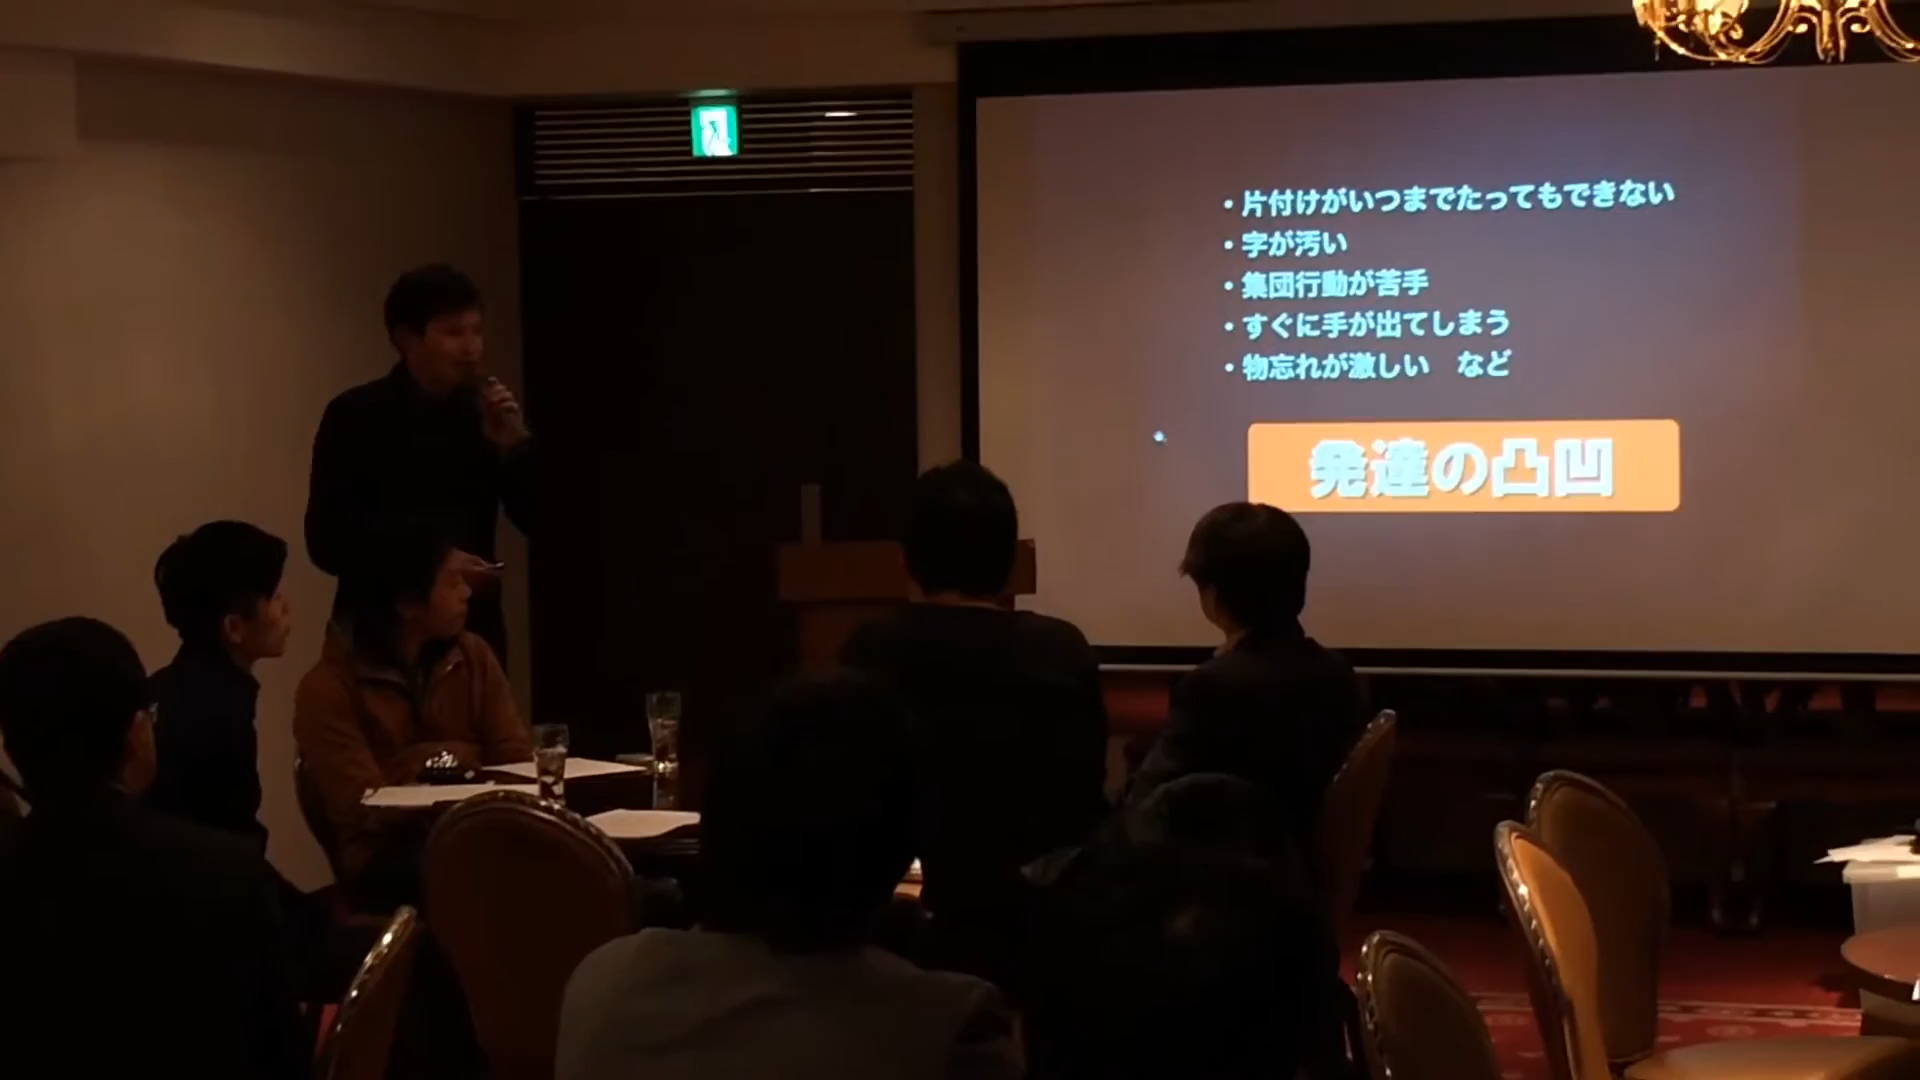 ・片付けがいつまでたってもできない
・字が汚い
・集団行動が苦手
・すぐに手が出てしまう
・物忘れが激しい　など
発達の凸凹